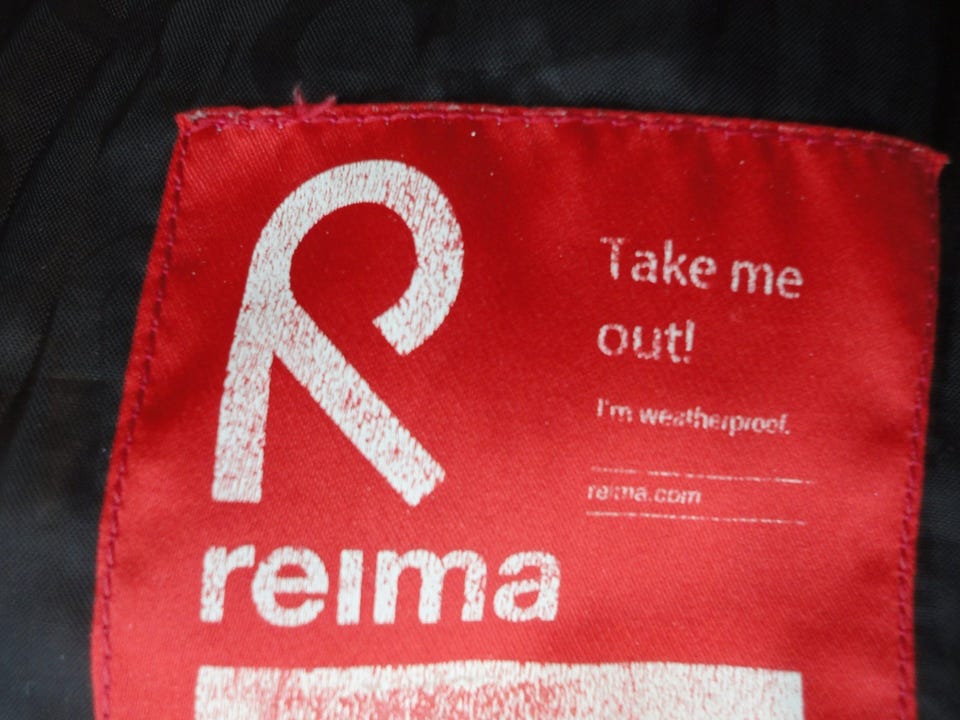 R
reima
Take me
out!
I'm weatherproof.
reima.com